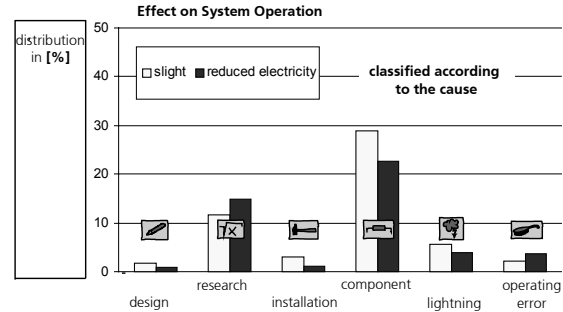 Effect on System Operation
distribution
in [%]
50
40
30
20
10
0
slight
reduced electricity
classified according
to the cause
design
research
installation
component
lightning
operating
error